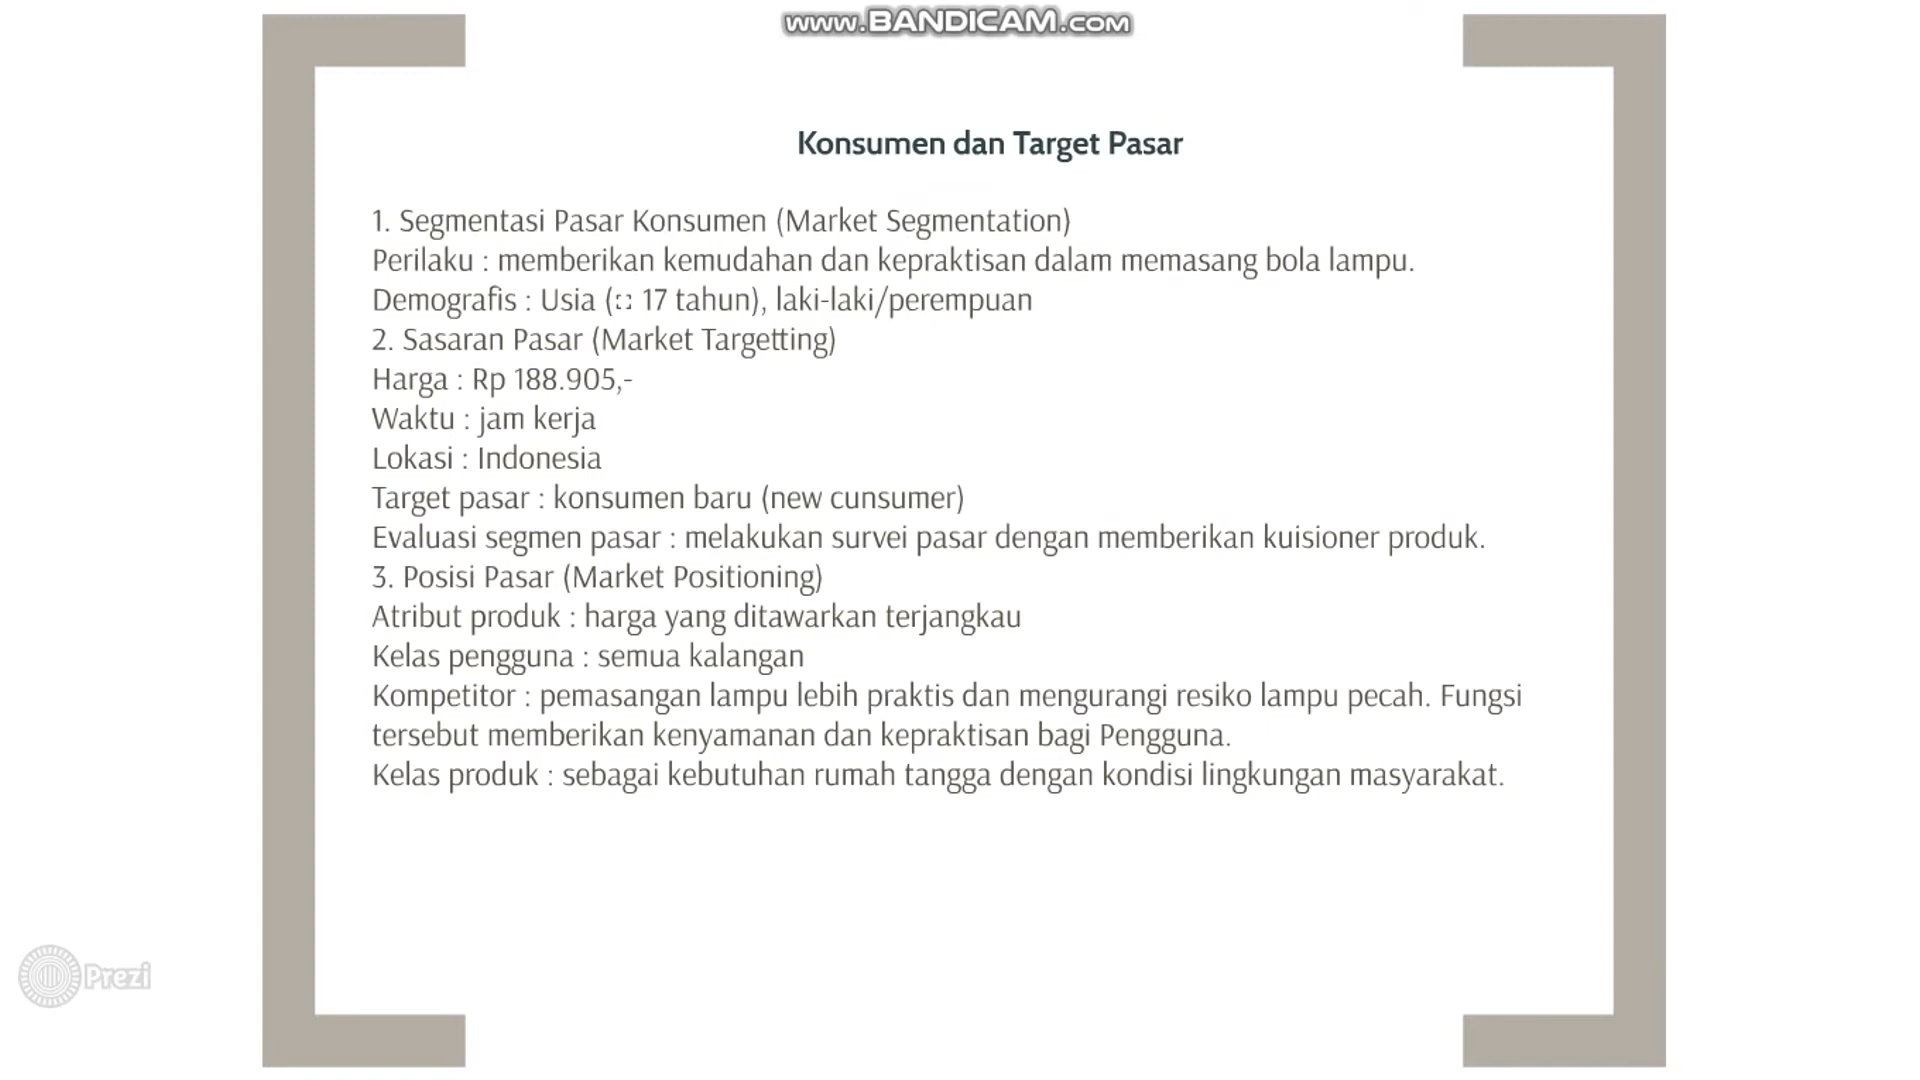 www.BANDICAM.com
Konsumen dan Target Pasar
1. Segmentasi Pasar Konsumen (Market Segmentation)
Perilaku : memberikan kemudahan dan kepraktisan dalam memasang bola lampu.
Demografis : Usia ( 17 tahun), laki-laki/perempuan
2. Sasaran Pasar (Market Targetting)
Harga : Rp 188.905,-
Waktu : jam kerja
Lokasi : Indonesia
Target pasar : konsumen baru (new cunsumer)
Evaluasi segmen pasar : melakukan survei pasar dengan memberikan kuisioner produk.
3. Posisi Pasar (Market Positioning)
Atribut produk : harga yang ditawarkan terjangkau
Kelas pengguna : semua kalangan
Kompetitor : pemasangan lampu lebih praktis dan mengurangi resiko lampu pecah. Fungsi
tersebut memberikan kenyamanan dan kepraktisan bagi Pengguna.
Kelas produk : sebagai kebutuhan rumah tangga dengan kondisi lingkungan masyarakat.
Prezi